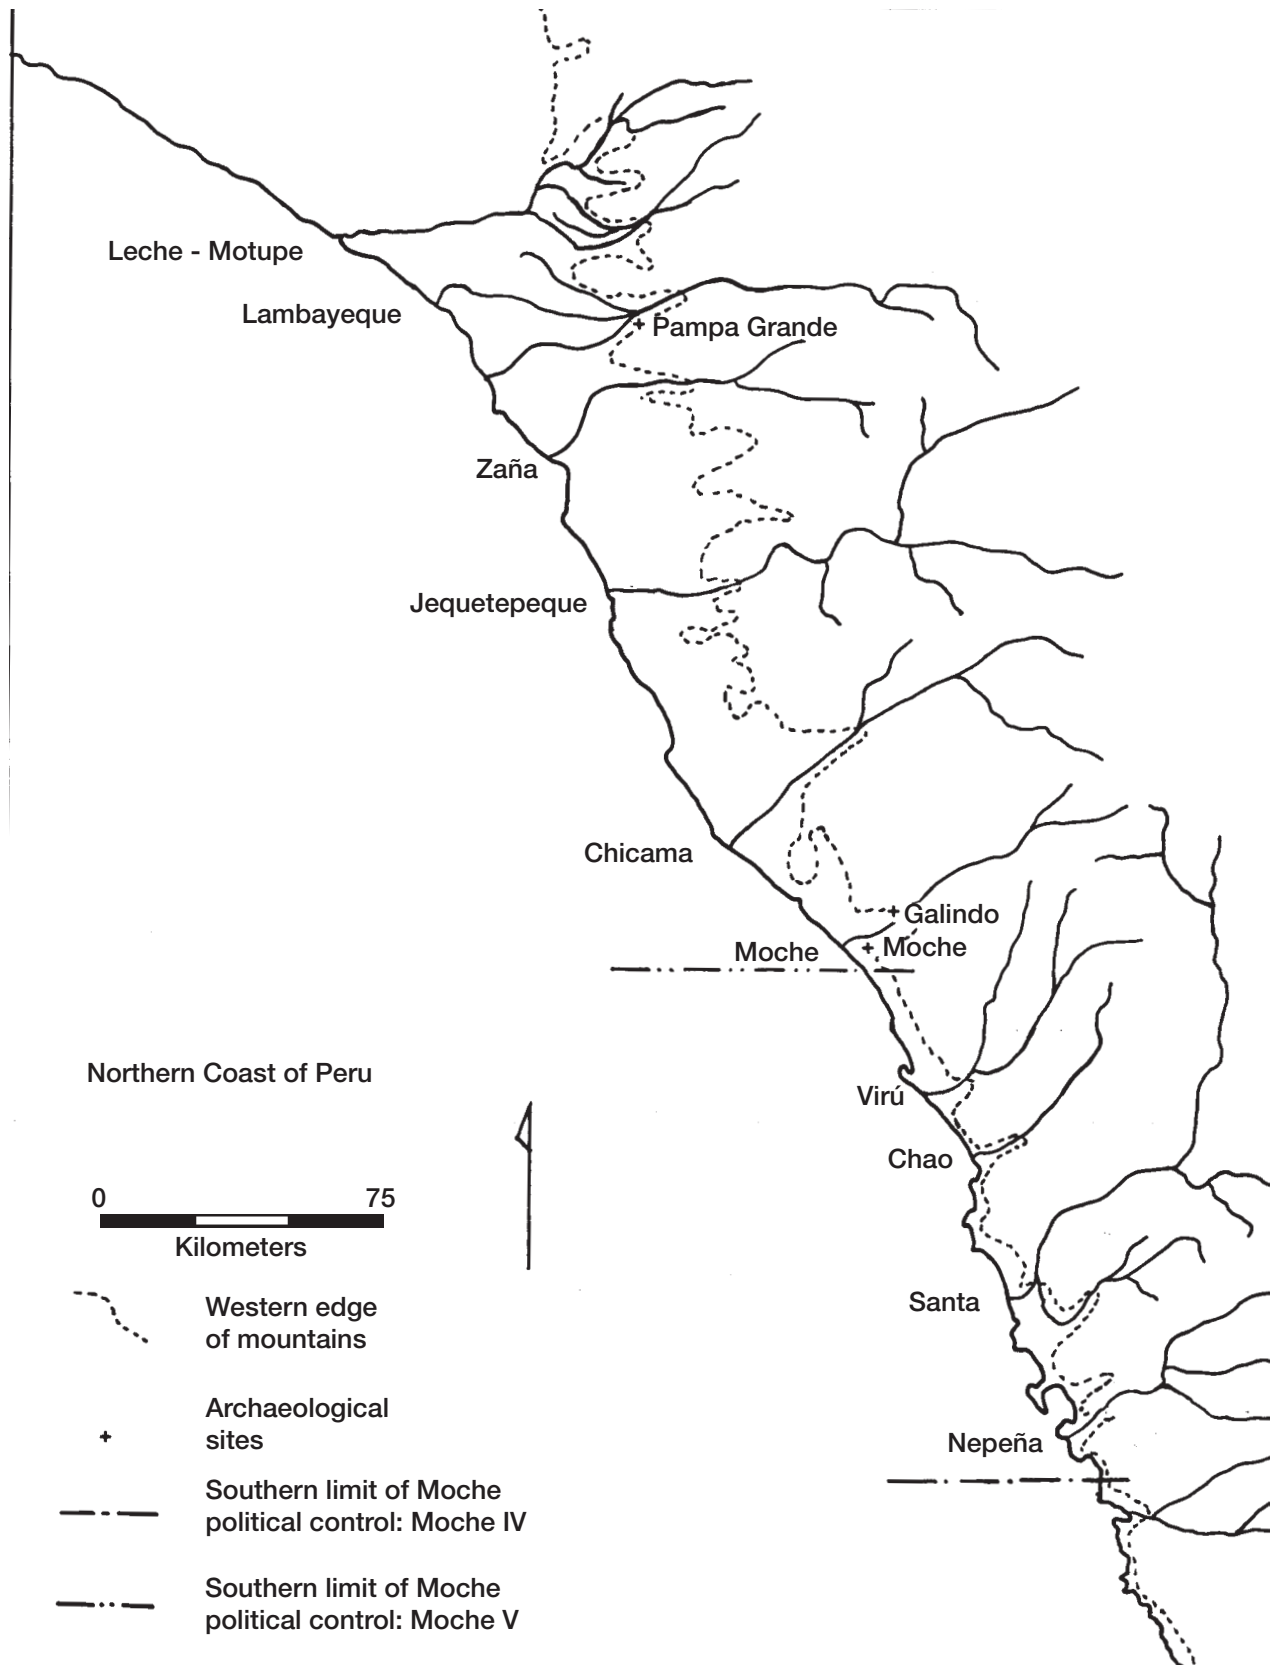 Leche - Motupe
Lambayeque
Pampa Grande
Zaña
Jequetepeque
Chicama
Galindo
Moche
Moche
Northern Coast of Peru
Virú
Chao
0 75
Kilometers
Santa
Western edge
of mountains
Archaeological
sites
Nepeña
Southern limit of Moche
political control: Moche IV
Southern limit of Moche
political control: Moche V